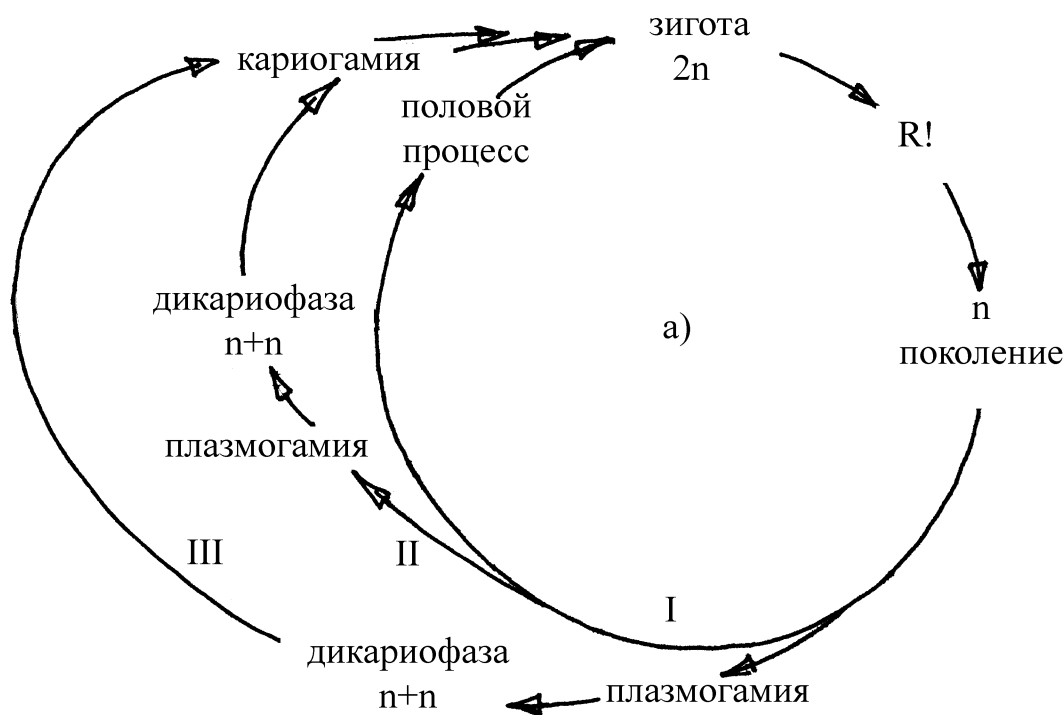 зигота
2n
кариогамия
половой
процесс
R!
n
поколение
а)
дикариофаза
n+n
плазмогамия
III
II
I
дикариофаза
n+n
плазмогамия